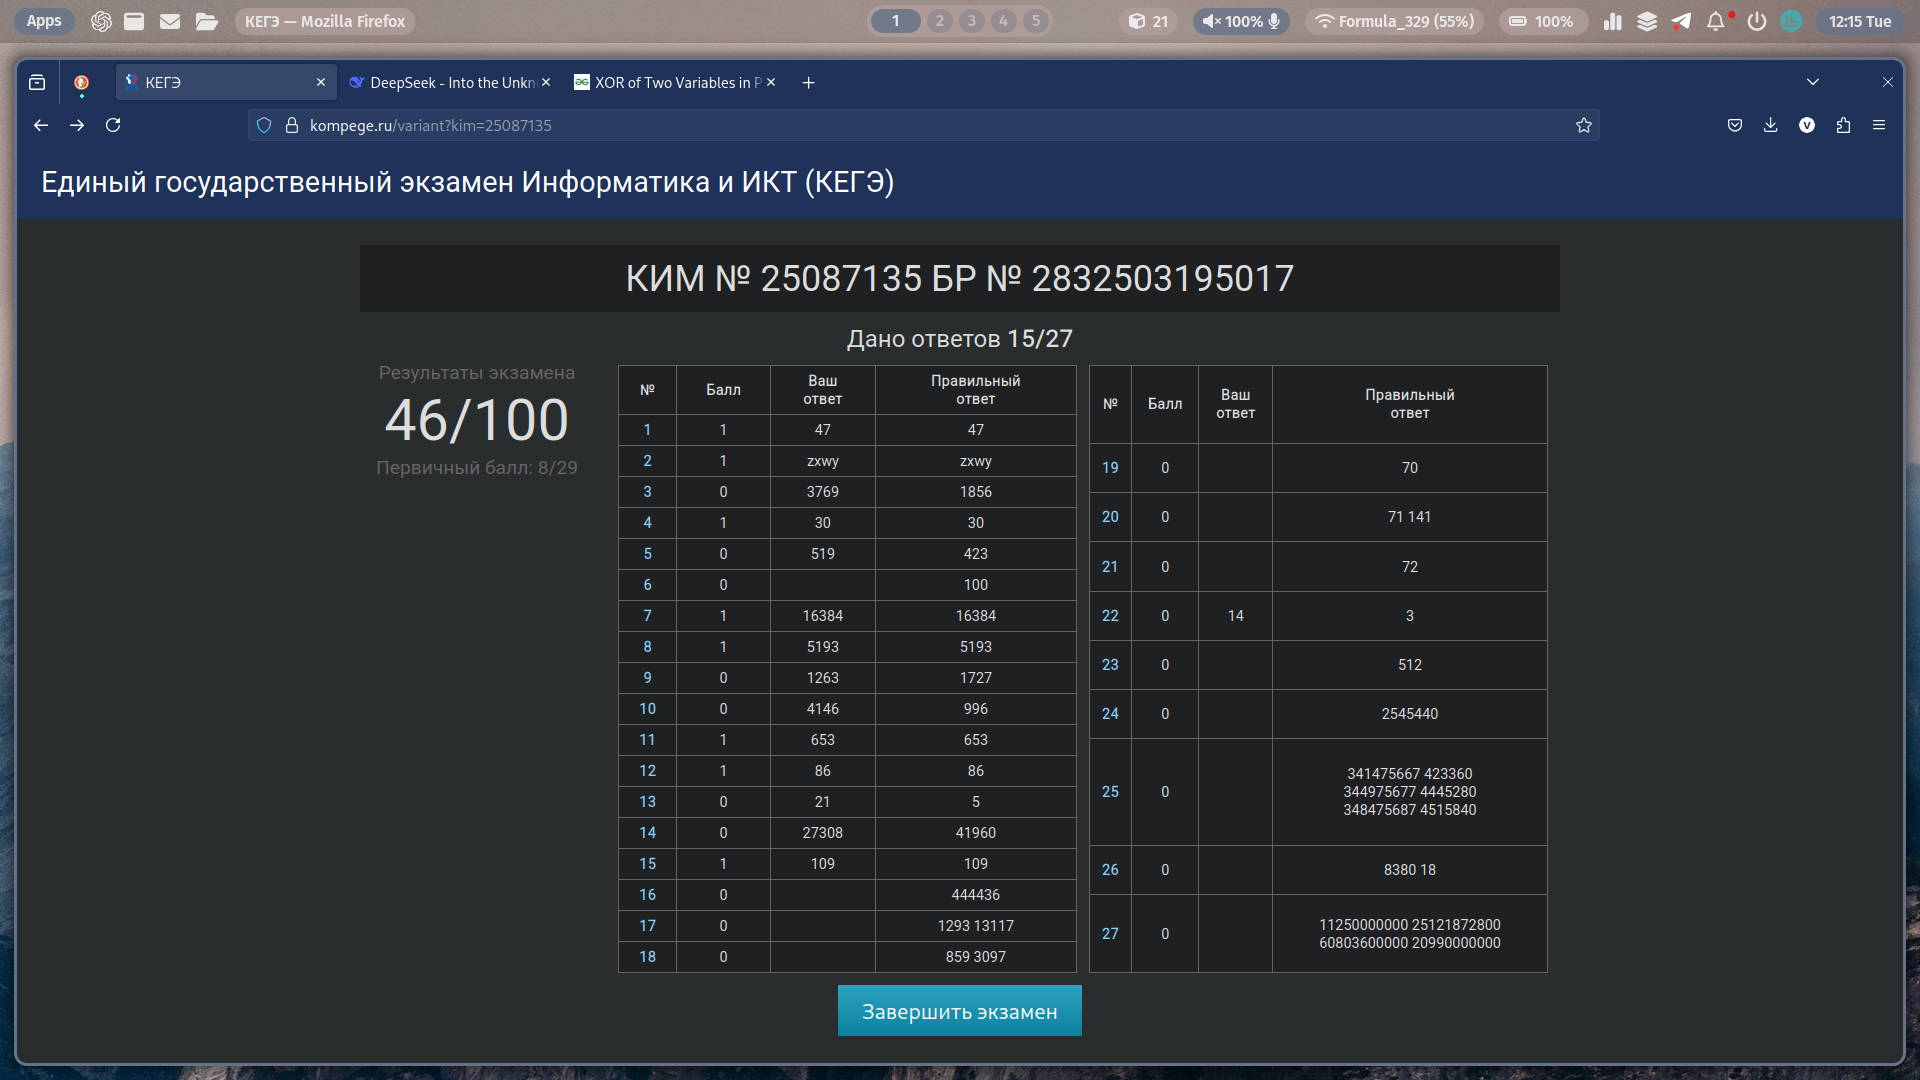 Apps
КЕГЭ — Mozilla Firefox
1 2 3 4 5
21
100%
Formula_329 (55%)
100%
12:15 Tue
КЕГЭ
DeepSeek - Into the Unkn
XOR of Two Variables in P
kompege.ru/variant?kim=25087135
V
Единый государственный экзамен Информатика и ИКТ (КЕГЭ)
КИМ № 25087135 БР № 2832503195017
Дано ответов 15/27
Результаты экзамена
46/100
Первичный балл: 8/29
№ Балл Ваш ответ Правильный ответ
1 1 47 47
2 1 zxwy zxwy
3 0 3769 1856
4 1 30 30
5 0 519 423
6 0 100
7 1 16384 16384
8 1 5193 5193
9 0 1263 1727
10 0 4146 996
11 1 653 653
12 1 86 86
13 0 21 5
14 0 27308 41960
15 1 109 109
16 0 444436
17 0 1293 13117
18 0 859 3097
№ Балл Ваш ответ Правильный ответ
19 0 70
20 0 71 141
21 0 72
22 0 14 3
23 0 512
24 0 2545440
25 0 341475667 423360
344975677 4445280
348475687 4515840
26 0 8380 18
27 0 11250000000 25121872800
60803600000 20990000000
Завершить экзамен